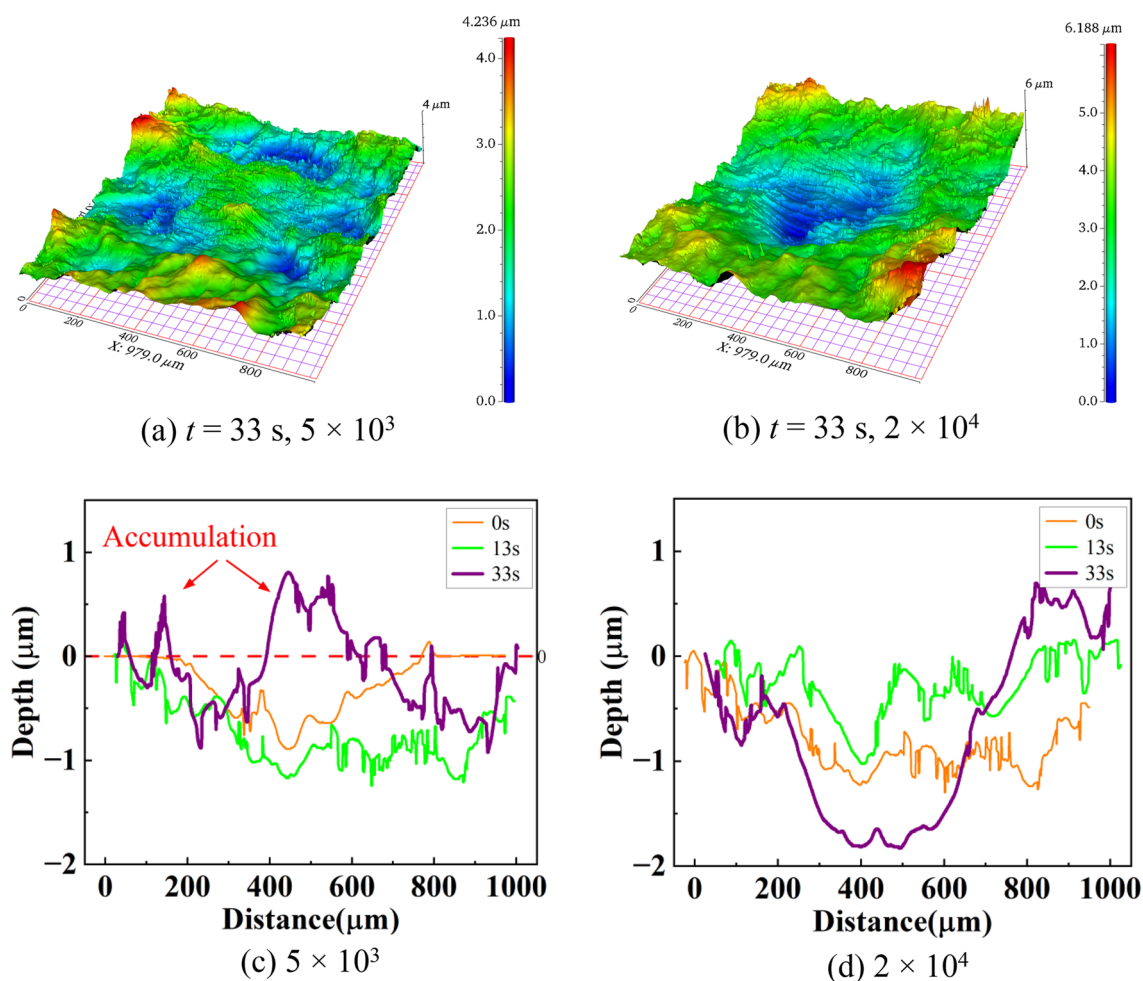 4.236 μm
4.0
3.0
2.0
1.0
0.0
4 μm
0
0
200
400
600
800
X: 979.0 μm
(a) t = 33 s, 5 × 10³
6.188 μm
5.0
4.0
3.0
2.0
1.0
0.0
6 μm
0
0
200
400
600
800
X: 979.0 μm
(b) t = 33 s, 2 × 10⁴
Accumulation
0s
13s
33s
1
0
−1
−2
0
Depth (μm)
0 200 400 600 800 1000
Distance(μm)
(c) 5 × 10³
0s
13s
33s
1
0
−1
−2
Depth (μm)
0 200 400 600 800 1000
Distance(μm)
(d) 2 × 10⁴